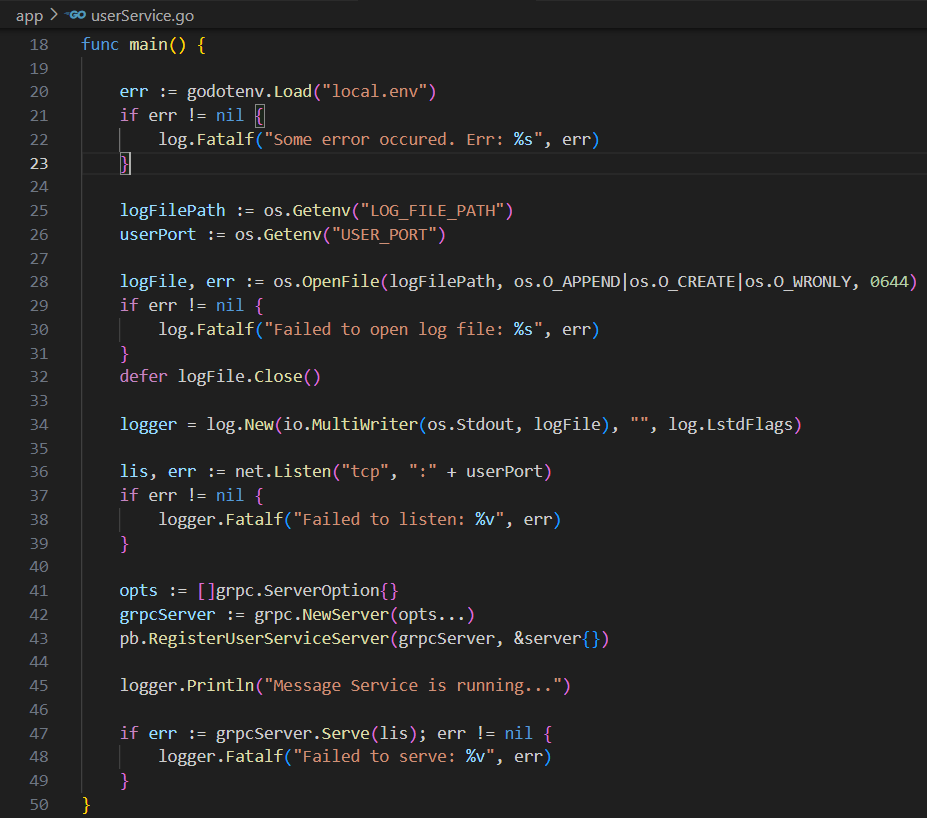 app > GO userService.go
18 func main() {
19
20 err := godotenv.Load("local.env")
21 if err != nil {
22 log.Fatalf("Some error occured. Err: %s", err)
23 }
24
25 logFilePath := os.Getenv("LOG_FILE_PATH")
26 userPort := os.Getenv("USER_PORT")
27
28 logFile, err := os.OpenFile(logFilePath, os.O_APPEND|os.O_CREATE|os.O_WRONLY, 0644)
29 if err != nil {
30 log.Fatalf("Failed to open log file: %s", err)
31 }
32 defer logFile.Close()
33
34 logger = log.New(io.MultiWriter(os.Stdout, logFile), "", log.LstdFlags)
35
36 lis, err := net.Listen("tcp", ":" + userPort)
37 if err != nil {
38 logger.Fatalf("Failed to listen: %v", err)
39 }
40
41 opts := []grpc.ServerOption{}
42 grpcServer := grpc.NewServer(opts...)
43 pb.RegisterUserServiceServer(grpcServer, &server{})
44
45 logger.Println("Message Service is running...")
46
47 if err := grpcServer.Serve(lis); err != nil {
48 logger.Fatalf("Failed to serve: %v", err)
49 }
50 }